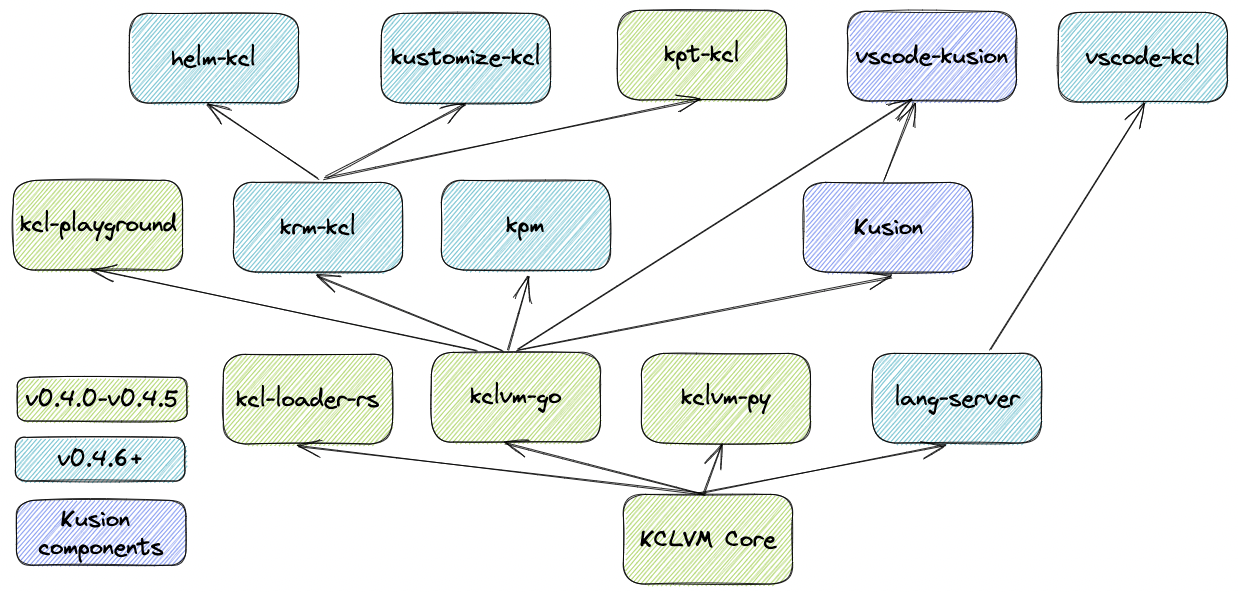 helm-kcl
kustomize-kcl
kpt-kcl
vscode-kusion
vscode-kcl
kcl-playground
krm-kcl
kpm
Kusion
kcl-loader-rs
kclvm-go
kclvm-py
lang-server
v0.4.0-v0.4.5
v0.4.6+
Kusion
components
KCLVM Core